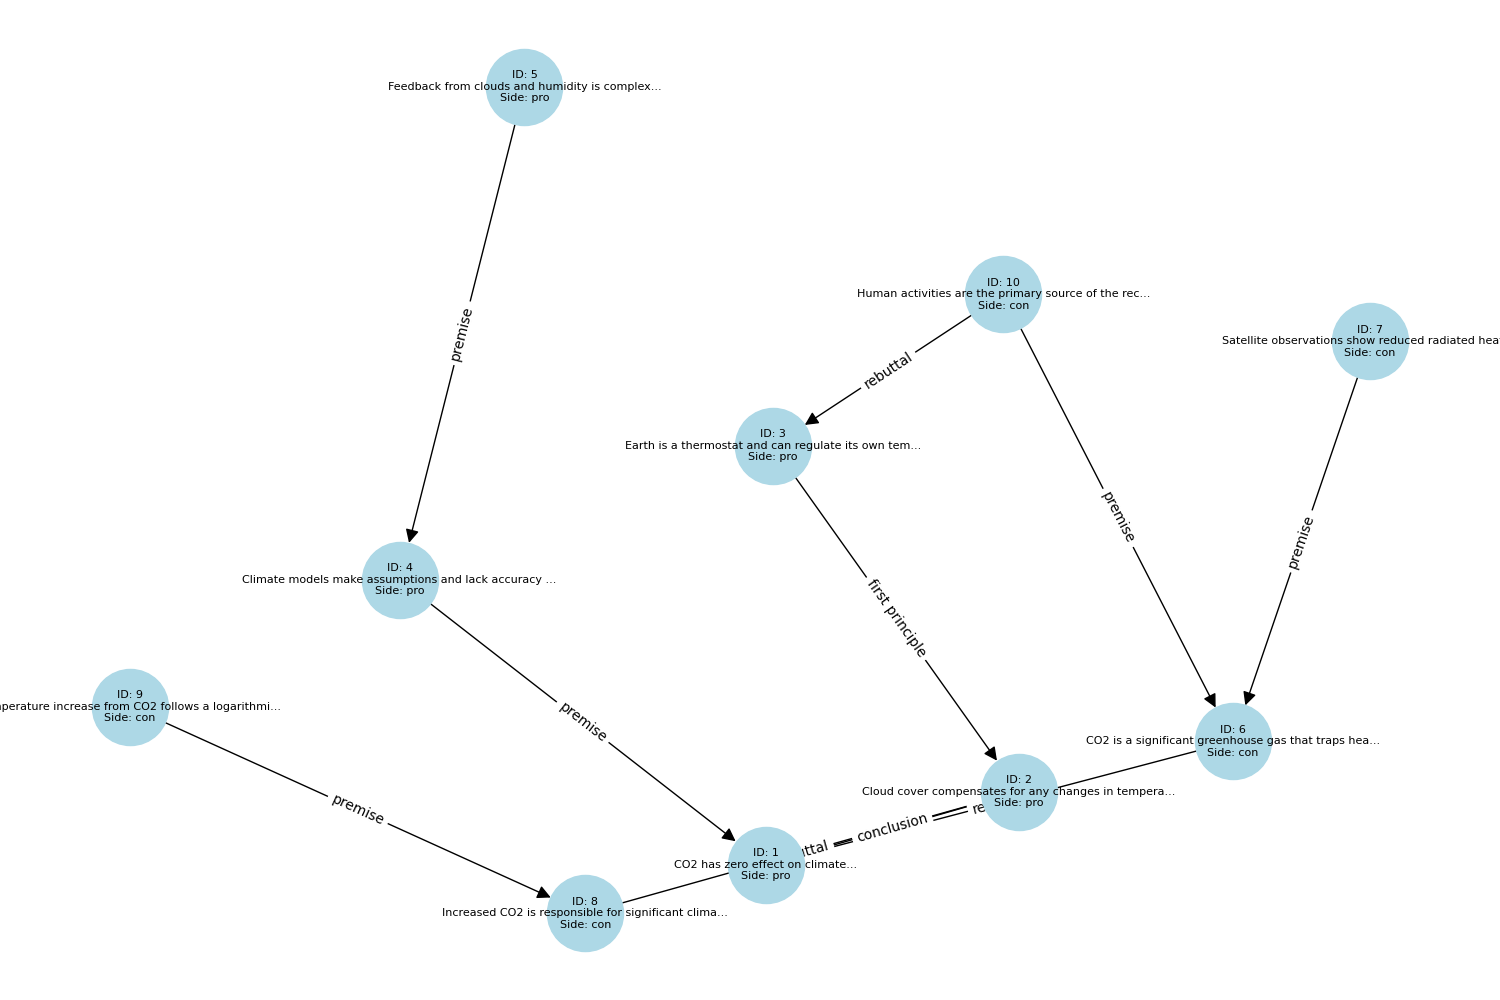 ID: 5
Feedback from clouds and humidity is complex...
Side: pro
premise
ID: 10
Human activities are the primary source of the rec...
Side: con
ID: 7
Satellite observations show reduced radiated hea
Side: con
rebuttal
ID: 3
Earth is a thermostat and can regulate its own tem...
Side: pro
premise
premise
ID: 4
Climate models make assumptions and lack accuracy ...
Side: pro
first principle
ID: 9
perature increase from CO2 follows a logarithmi...
Side: con
premise
ID: 6
CO2 is a significant greenhouse gas that traps hea...
Side: con
ID: 2
Cloud cover compensates for any changes in tempera...
Side: pro
premise
conclusion
ID: 1
CO2 has zero effect on climate...
Side: pro
ID: 8
Increased CO2 is responsible for significant clima...
Side: con